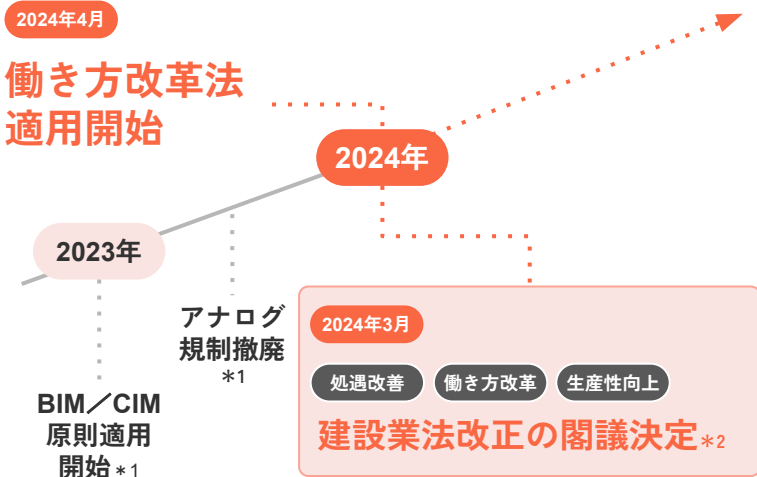 2024年4月
働き方改革法
適用開始
2024年
2023年
アナログ
規制撤廃
*1
BIM／CIM
原則適用
開始*1
2024年3月
処遇改善 働き方改革 生産性向上
建設業法改正の閣議決定*2